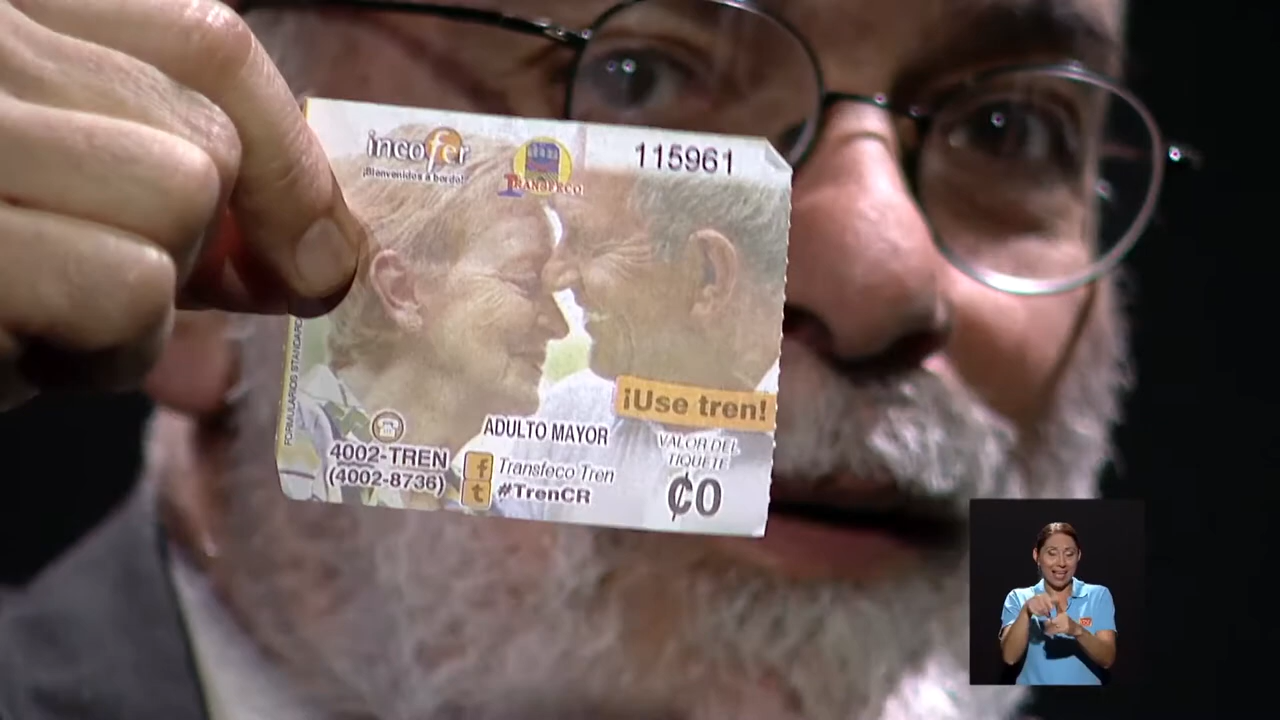 incofer
¡Bienvenidos a bordo!
TRANSFECO
115961
FORMULARIOS STANDARD
¡Use tren!
ADULTO MAYOR
VALOR DEL
TIQUETE
₡0
4002-TREN
(4002-8736)
f Transfeco Tren
t #TrenCR